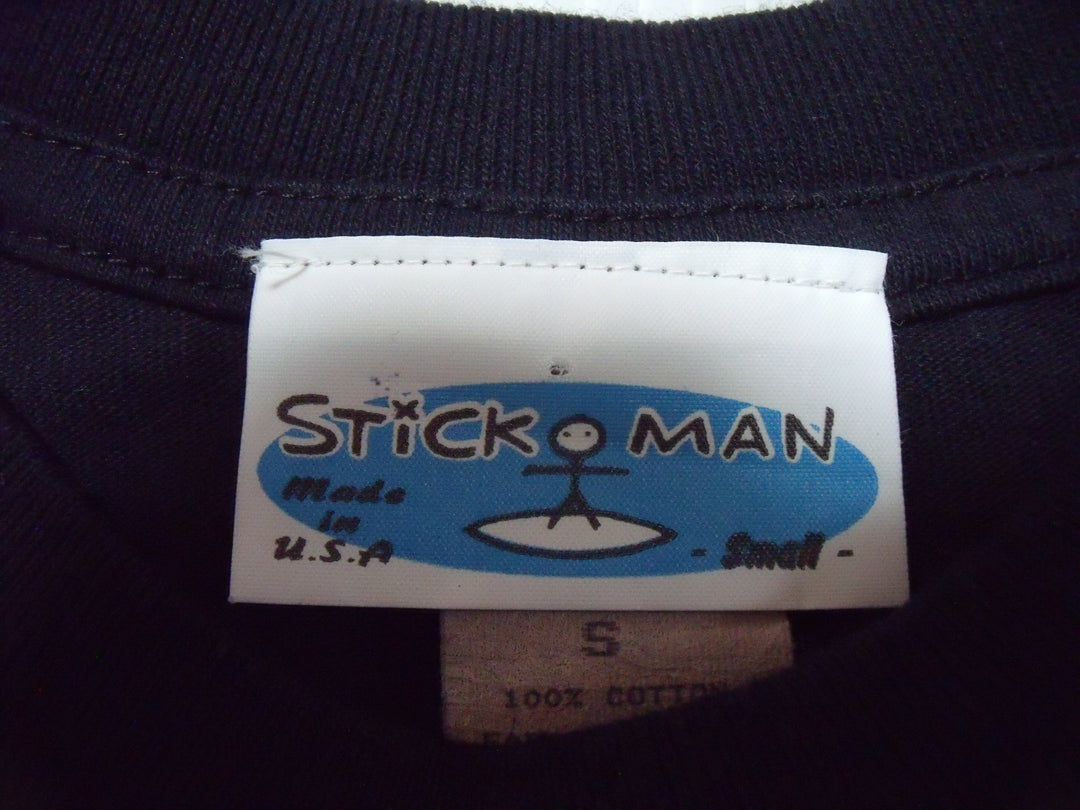 STiCK MAN
Made
in
U.S.A
- Small -
S
100% COTTON